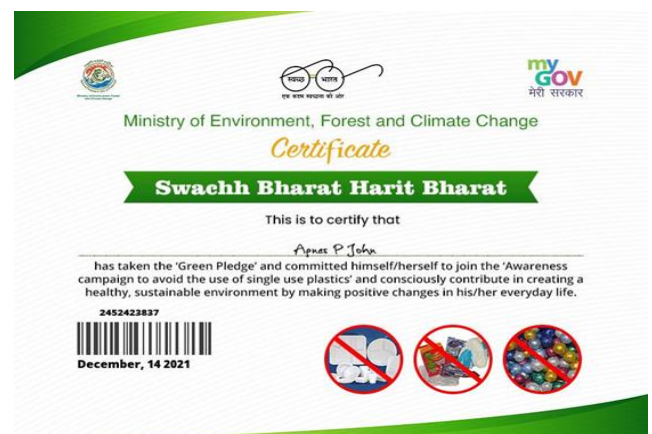 स्वच्छ भारत
एक कदम स्वच्छता की ओर
my
GOV
मेरी सरकार
Ministry of Environment, Forest and Climate Change
Certificate
Swachh Bharat Harit Bharat
This is to certify that
Apnes P John
has taken the 'Green Pledge' and committed himself/herself to join the 'Awareness
campaign to avoid the use of single use plastics' and consciously contribute in creating a
healthy, sustainable environment by making positive changes in his/her everyday life.
2452423837
December, 14 2021